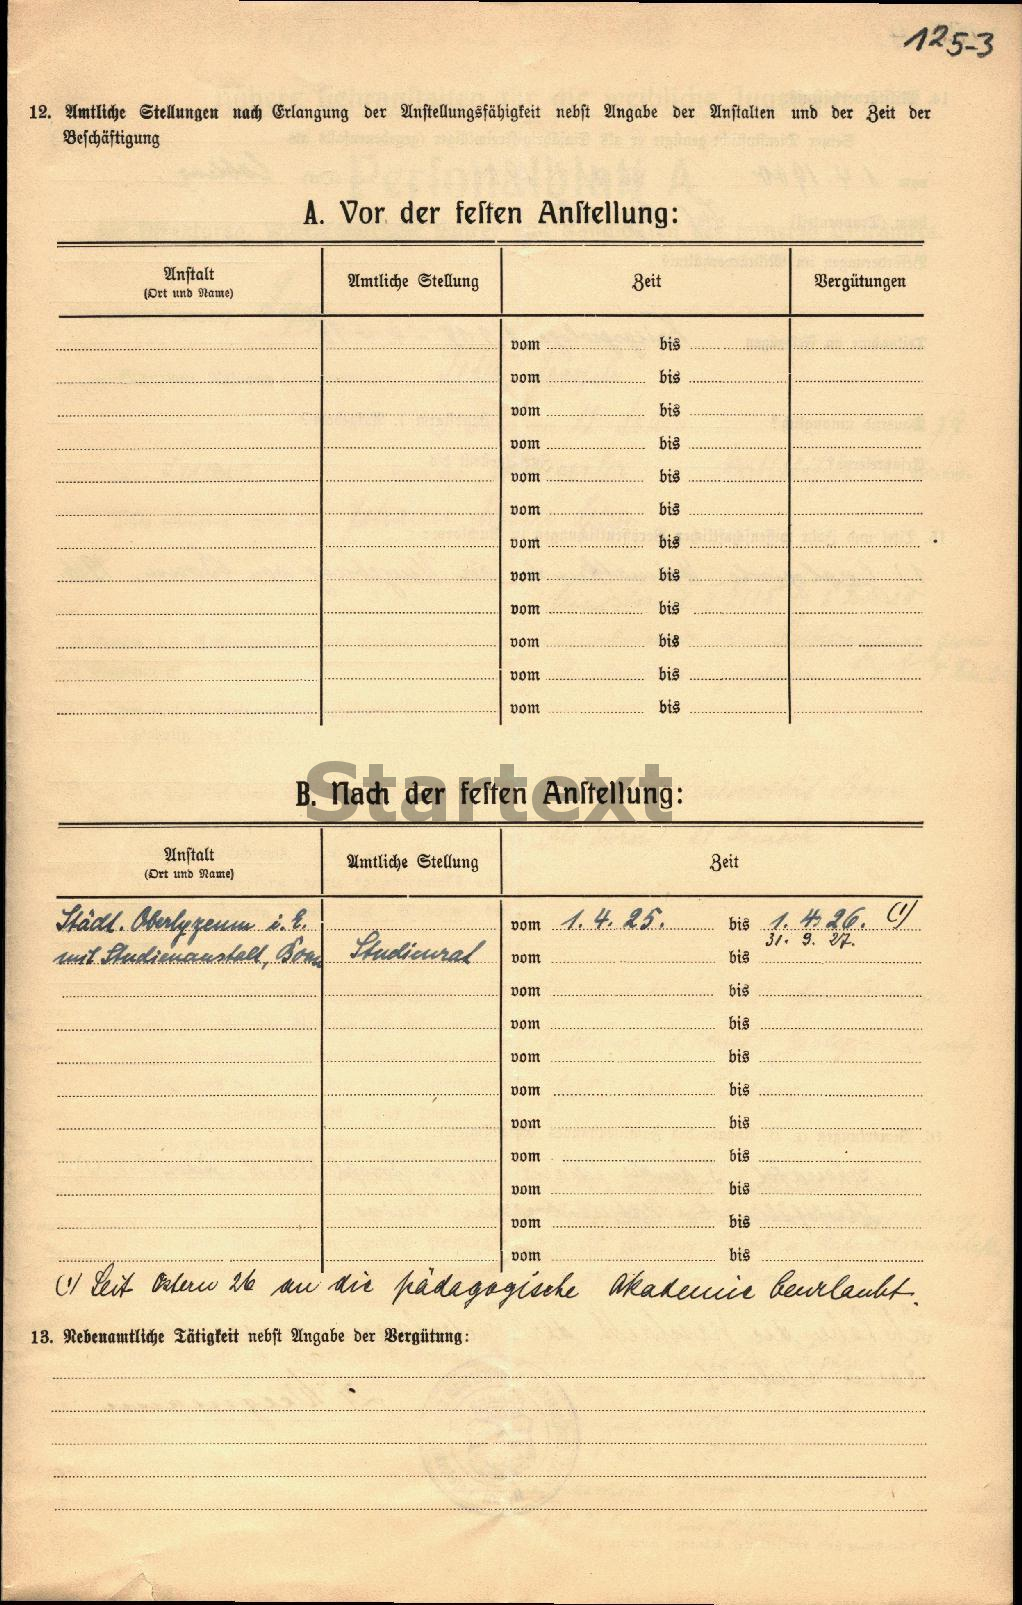 125-3
12. Amtliche Stellungen nach Erlangung der Anstellungsfähigkeit nebst Angabe der Anstalten und der Zeit der
Beschäftigung
A. Vor der festen Anstellung:
Anstalt Amtliche Stellung Zeit Vergütungen
(Ort und Name)
vom bis
vom bis
vom bis
vom bis
vom bis
vom bis
vom bis
vom bis
vom bis
vom bis
vom bis
vom bis
Startext
B. Nach der festen Anstellung:
Anstalt Amtliche Stellung Zeit
(Ort und Name)
Städt. Oberlyzeum i. E. vom 1. 4. 25. bis 1. 4. 26. (1)
31. 9. 27.
mit Studienanstalt, Bonn Studienrat vom bis
vom bis
vom bis
vom bis
vom bis
vom bis
vom bis
vom bis
vom bis
vom bis
(1) Seit Ostern 26 an die pädagogische Akademie beurlaubt.
13. Nebenamtliche Tätigkeit nebst Angabe der Vergütung: